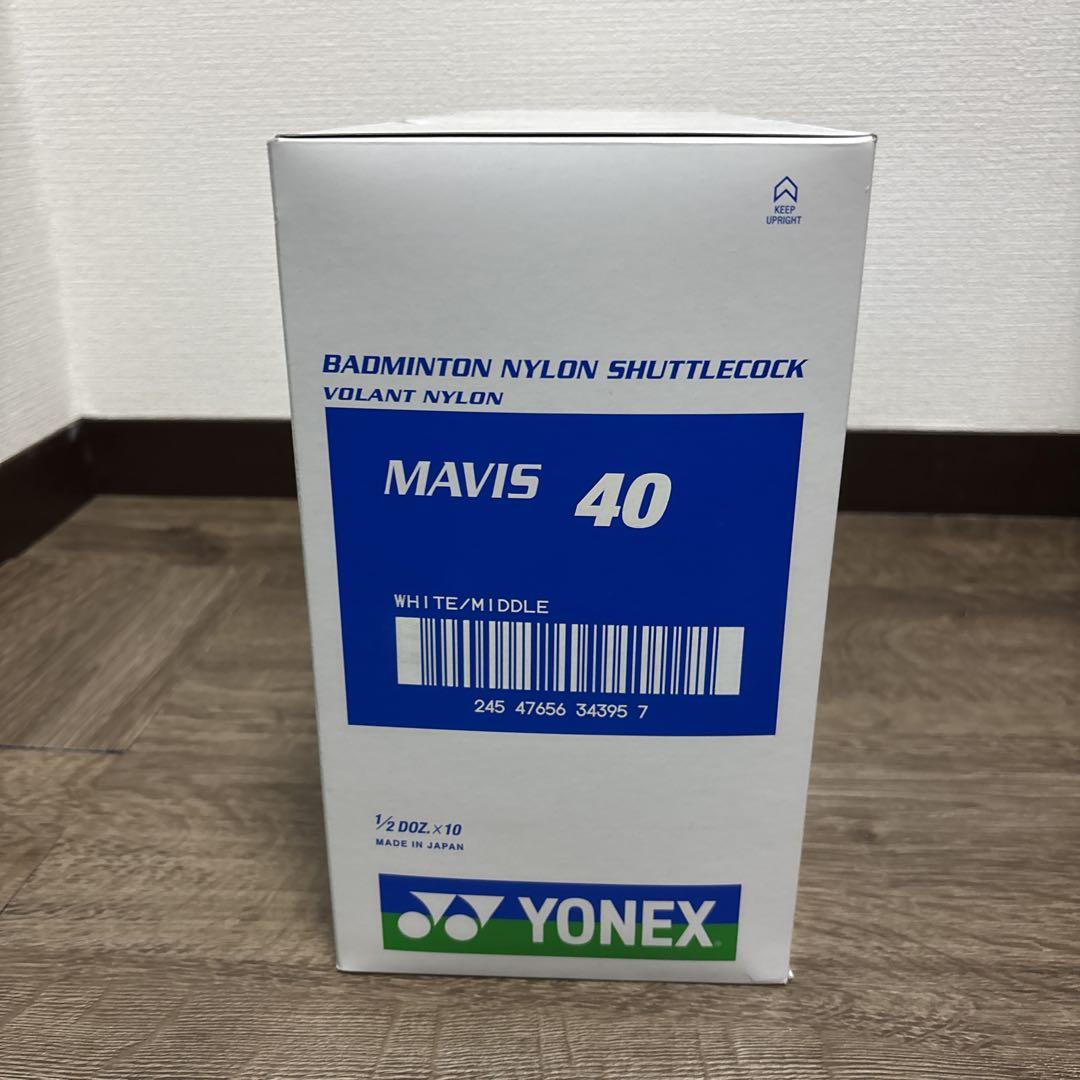 KEEP
UPRIGHT
BADMINTON NYLON SHUTTLECOCK
VOLANT NYLON
MAVIS 40
WHITE/MIDDLE
245 47656 34395 7
1/2 DOZ.×10
MADE IN JAPAN
YONEX